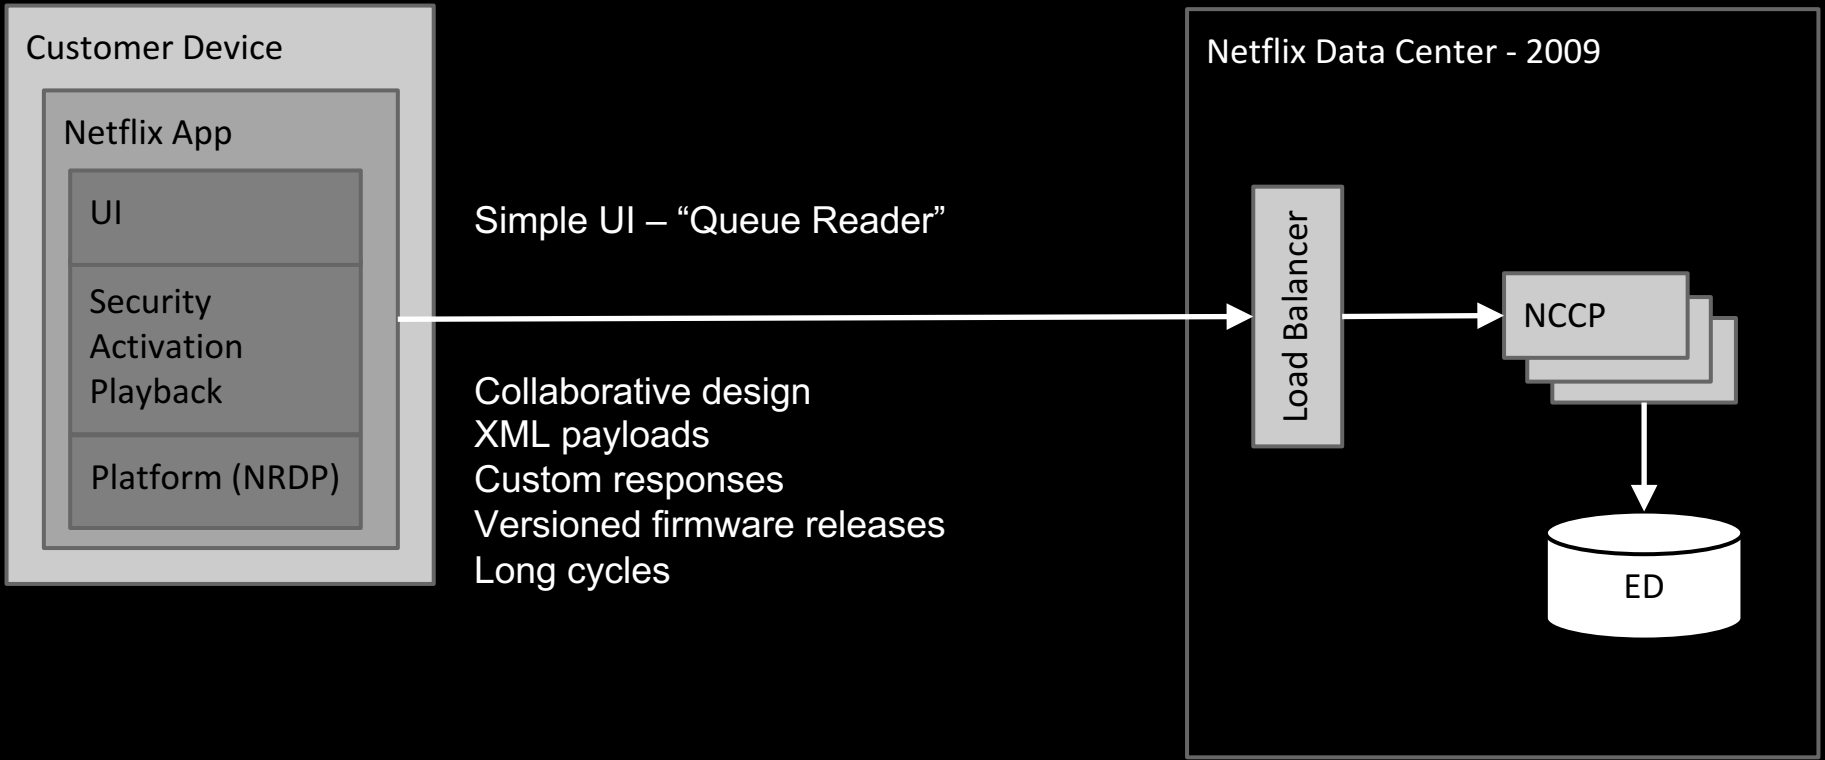 Customer Device
Netflix App
UI
Security
Activation
Playback
Platform (NRDP)
Simple UI – “Queue Reader”
Collaborative design
XML payloads
Custom responses
Versioned firmware releases
Long cycles
Netflix Data Center - 2009
Load Balancer
NCCP
ED